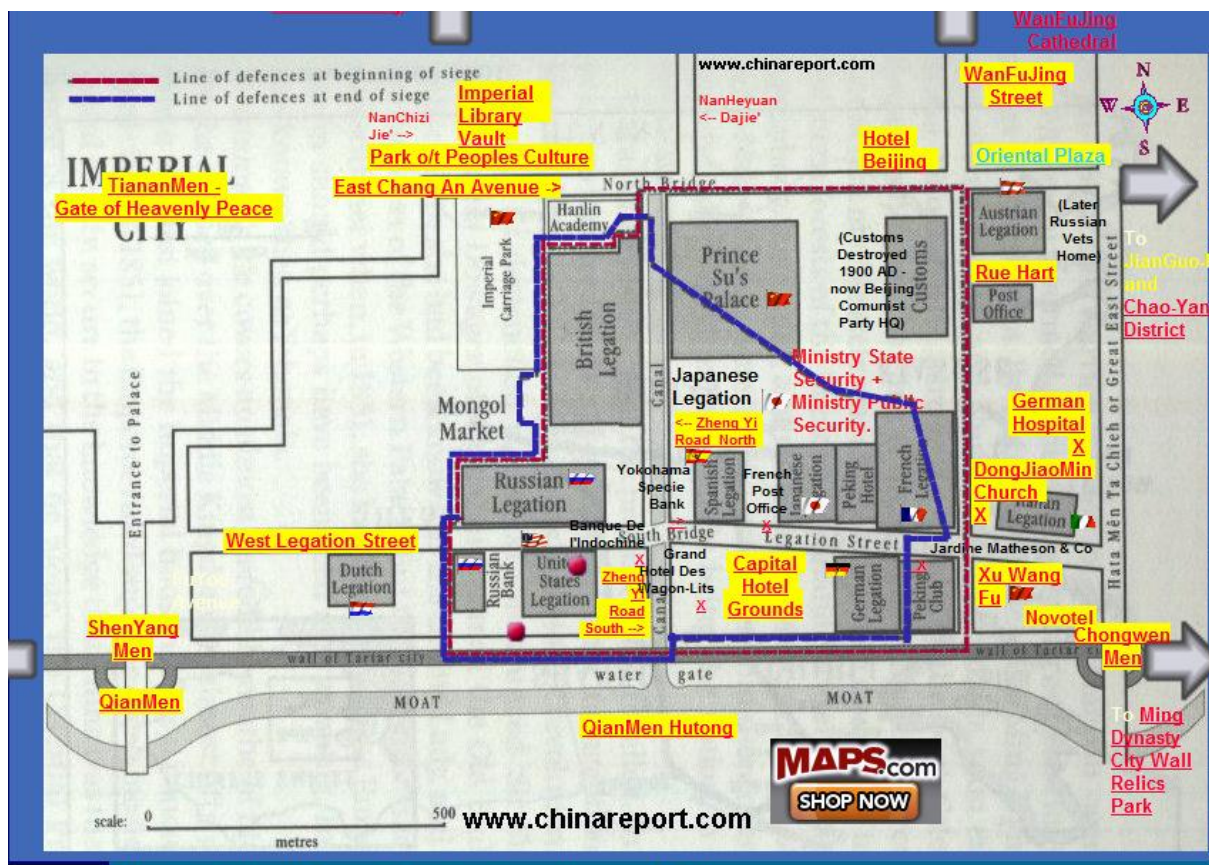 WanFuJing
Cathedral
Line of defences at beginning of siege
Line of defences at end of siege
www.chinareport.com
WanFuJing
Street
N
W
E
S
Imperial
Library
Vault
NanChizi
Jie' -->
NanHeyuan
<-- Dajie'
Hotel
Beijing
Park o/t Peoples Culture
Oriental Plaza
IMPERIAL
CITY
TiananMen -
Gate of Heavenly Peace
East Chang An Avenue ->
North Bridge
Hanlin
Academy
Imperial
Carriage Park
British
Legation
Canal
Prince
Su's
Palace
(Customs
Destroyed
1900 AD -
now Beijing
Comunist
Party HQ)
Customs
Austrian
Legation
(Later
Russian
Vets
Home)
Rue Hart
Post
Office
To
JianGuo-
and
Chao-Yan
District
Hata Mên Ta Chieh or Great East Street
Entrance to Palace
Mongol
Market
Japanese
Legation
Ministry State
Security +
Ministry Public
Security.
<-- Zheng Yi
Road North
German
Hospital
X
DongJiaoMin
Church
X
Italian
Legation
Russian
Legation
Yokohama
Specie
Bank
-->
Spanish
Legation
French
Post
Office
X
Japanese
Legation
Peking
Hotel
French
Legation
Banque De
l'Indochine
X
South Bridge
Legation Street
Jardine Matheson & Co
West Legation Street
Dutch
Legation
Russian
Bank
United
States
Legation
Zheng
Yi
Road
South -->
Canal
Grand
Hotel Des
Wagon-Lits
X
Capital
Hotel
Grounds
German
Legation
X
Peking
Club
Xu Wang
Fu
Novotel
Chongwen
Men
ShenYang
Men
QianMen
wall of Tartar city
wall of Tartar city
water gate
MOAT
MOAT
QianMen Hutong
To Ming
Dynasty
City Wall
Relics
Park
MAPS.com
SHOP NOW
scale: 0
500
metres
www.chinareport.com